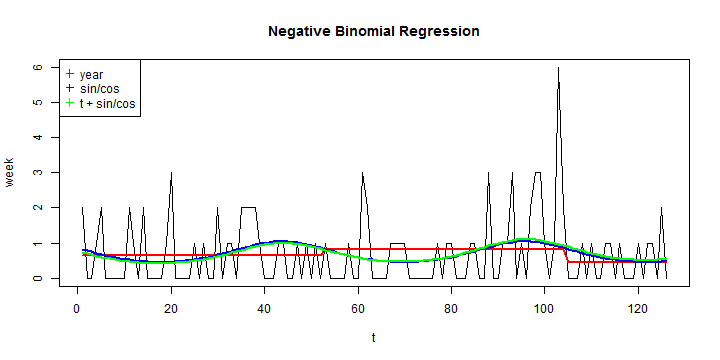 Negative Binomial Regression
year
sin/cos
t + sin/cos
week
6
5
4
3
2
1
0
0 20 40 60 80 100 120
t